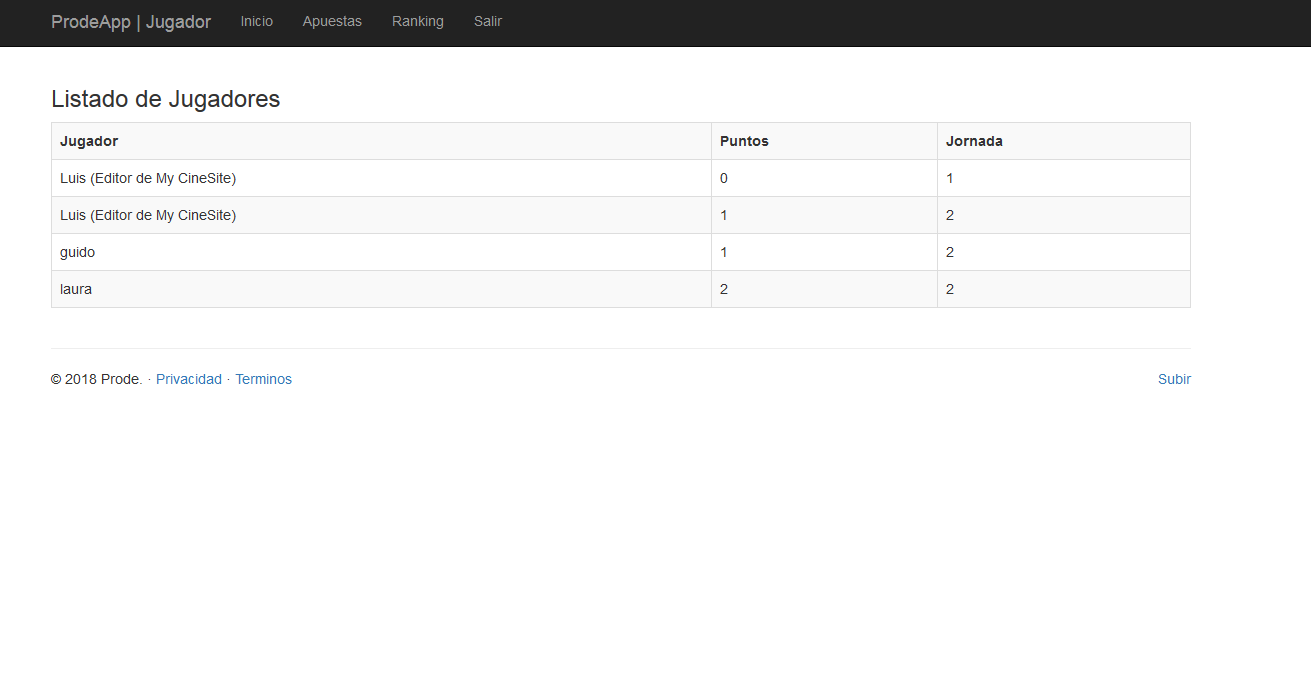 ProdeApp | Jugador Inicio Apuestas Ranking Salir
Listado de Jugadores
Jugador Puntos Jornada
Luis (Editor de My CineSite) 0 1
Luis (Editor de My CineSite) 1 2
guido 1 2
laura 2 2
© 2018 Prode. · Privacidad · Terminos Subir